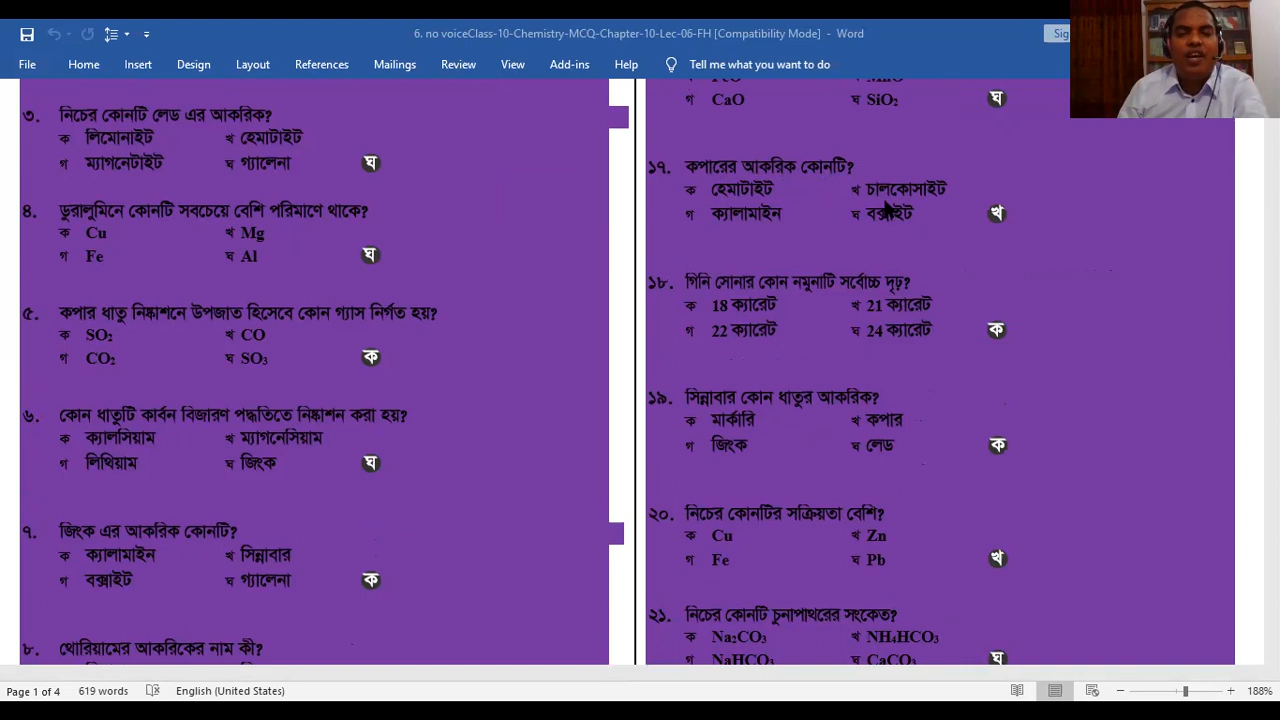 6. no voiceClass-10-Chemistry-MCQ-Chapter-10-Lec-06-FH [Compatibility Mode] - Word
File Home Insert Design Layout References Mailings Review View Add-ins Help Tell me what you want to do
৩. নিচের কোনটি লেড এর আকরিক?
ক লিমোনাইট খ হেমাটাইট
গ ম্যাগনেটাইট ঘ গ্যালেনা ঘ
৪. ডুরালুমিনে কোনটি সবচেয়ে বেশি পরিমাণে থাকে?
ক Cu খ Mg
গ Fe ঘ Al ঘ
৫. কপার ধাতু নিষ্কাশনে উপজাত হিসেবে কোন গ্যাস নির্গত হয়?
ক SO₂ খ CO
গ CO₂ ঘ SO₃ ক
৬. কোন ধাতুটি কার্বন বিজারণ পদ্ধতিতে নিষ্কাশন করা হয়?
ক ক্যালসিয়াম খ ম্যাগনেসিয়াম
গ লিথিয়াম ঘ জিংক ঘ
৭. জিংক এর আকরিক কোনটি?
ক ক্যালামাইন খ সিন্নাবার
গ বক্সাইট ঘ গ্যালেনা ক
৮. থোরিয়ামের আকরিকের নাম কী?
গ CaO ঘ SiO₂ ঘ
১৭. কপারের আকরিক কোনটি?
ক হেমাটাইট খ চালকোসাইট
গ ক্যালামাইন ঘ বক্সাইট খ
১৮. গিনি সোনার কোন নমুনাটি সর্বোচ্চ দৃঢ়?
ক 18 ক্যারেট খ 21 ক্যারেট
গ 22 ক্যারেট ঘ 24 ক্যারেট ক
১৯. সিন্নাবার কোন ধাতুর আকরিক?
ক মার্কারি খ কপার
গ জিংক ঘ লেড ক
২০. নিচের কোনটির সক্রিয়তা বেশি?
ক Cu খ Zn
গ Fe ঘ Pb খ
২১. নিচের কোনটি চুনাপাথরের সংকেত?
ক Na₂CO₃ খ NH₄HCO₃
গ NaHCO₃ ঘ CaCO₃ ঘ
Page 1 of 4 619 words English (United States) 188%